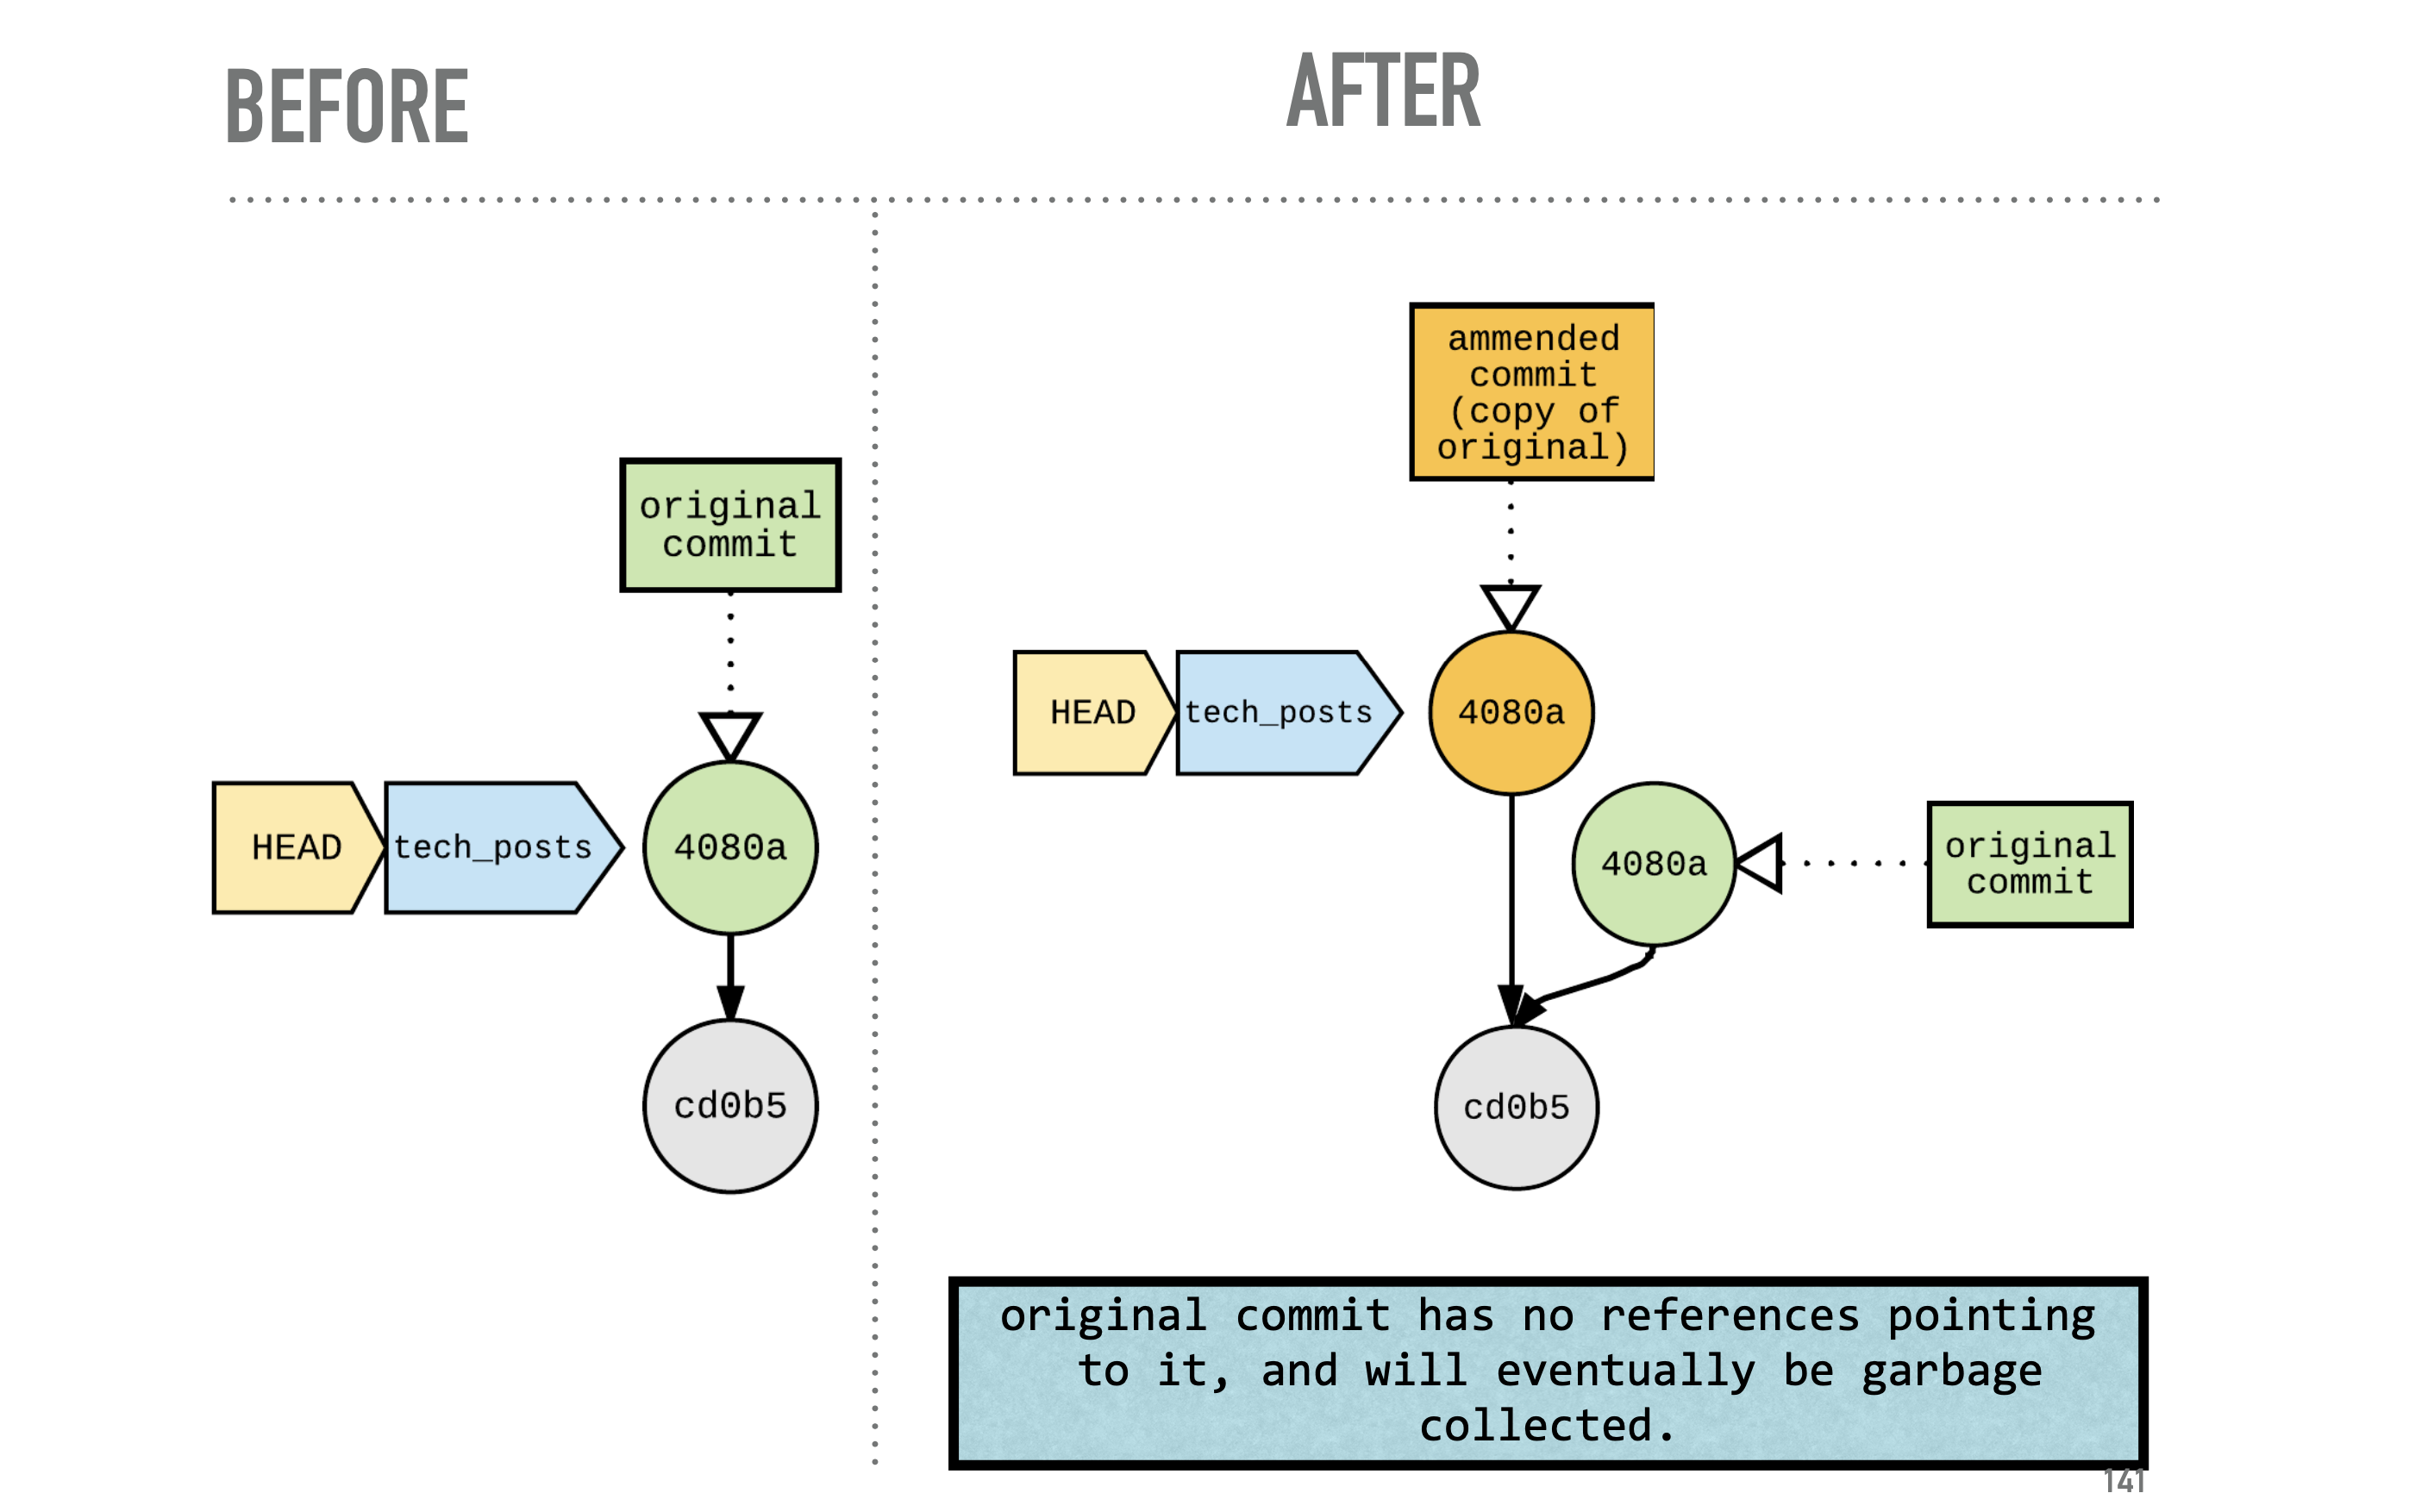 BEFORE
AFTER
original
commit
HEAD
tech_posts
4080a
cd0b5
ammended
commit
(copy of
original)
HEAD
tech_posts
4080a
4080a
original
commit
cd0b5
original commit has no references pointing
to it, and will eventually be garbage
collected.
141